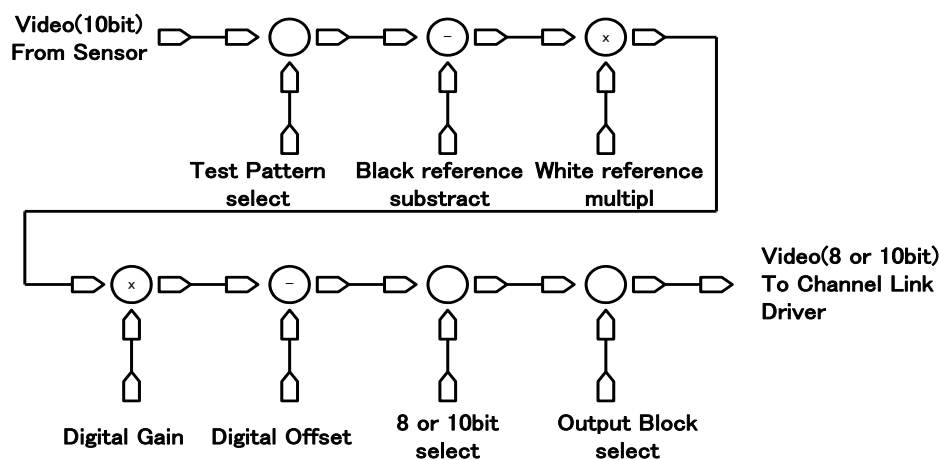 Video(10bit)
From Sensor
−
x
Test Pattern
select
Black reference
substract
White reference
multipl
x
−
Video(8 or 10bit)
To Channel Link
Driver
Digital Gain
Digital Offset
8 or 10bit
select
Output Block
select